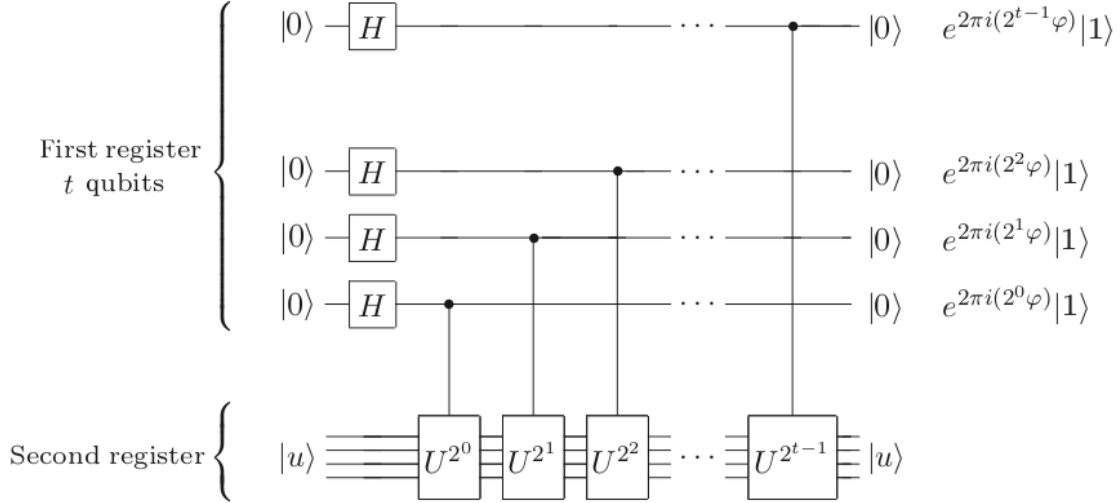 |0⟩ H · · · |0⟩ e^{2πi(2^{t−1}φ)}|1⟩
First register
t qubits
|0⟩ H · · · |0⟩ e^{2πi(2^2φ)}|1⟩
|0⟩ H · · · |0⟩ e^{2πi(2^1φ)}|1⟩
|0⟩ H · · · |0⟩ e^{2πi(2^0φ)}|1⟩
Second register |u⟩ U^{2^0} U^{2^1} U^{2^2} · · · U^{2^{t−1}} |u⟩